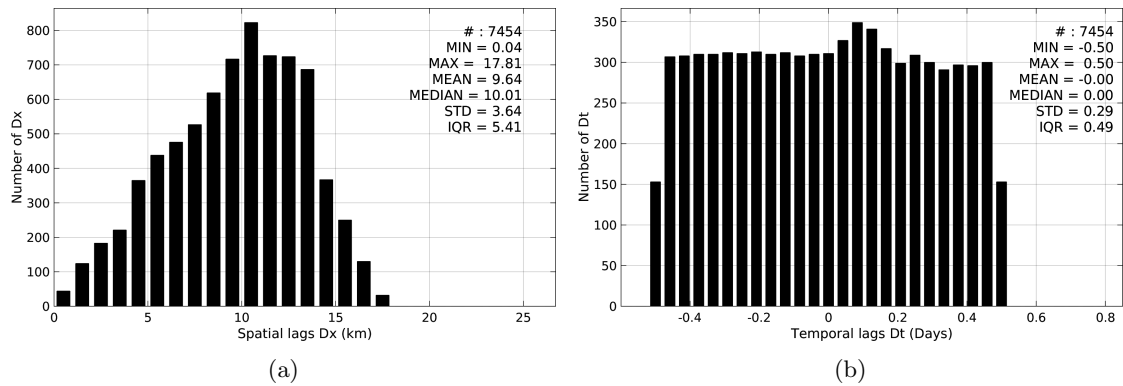 800
700
600
500
400
300
200
100
0
Number of Dx
# : 7454
MIN = 0.04
MAX = 17.81
MEAN = 9.64
MEDIAN = 10.01
STD = 3.64
IQR = 5.41
0 5 10 15 20 25
Spatial lags Dx (km)
(a)
350
300
250
200
150
100
50
0
Number of Dt
# : 7454
MIN = -0.50
MAX = 0.50
MEAN = -0.00
MEDIAN = 0.00
STD = 0.29
IQR = 0.49
-0.4 -0.2 0 0.2 0.4 0.6 0.8
Temporal lags Dt (Days)
(b)